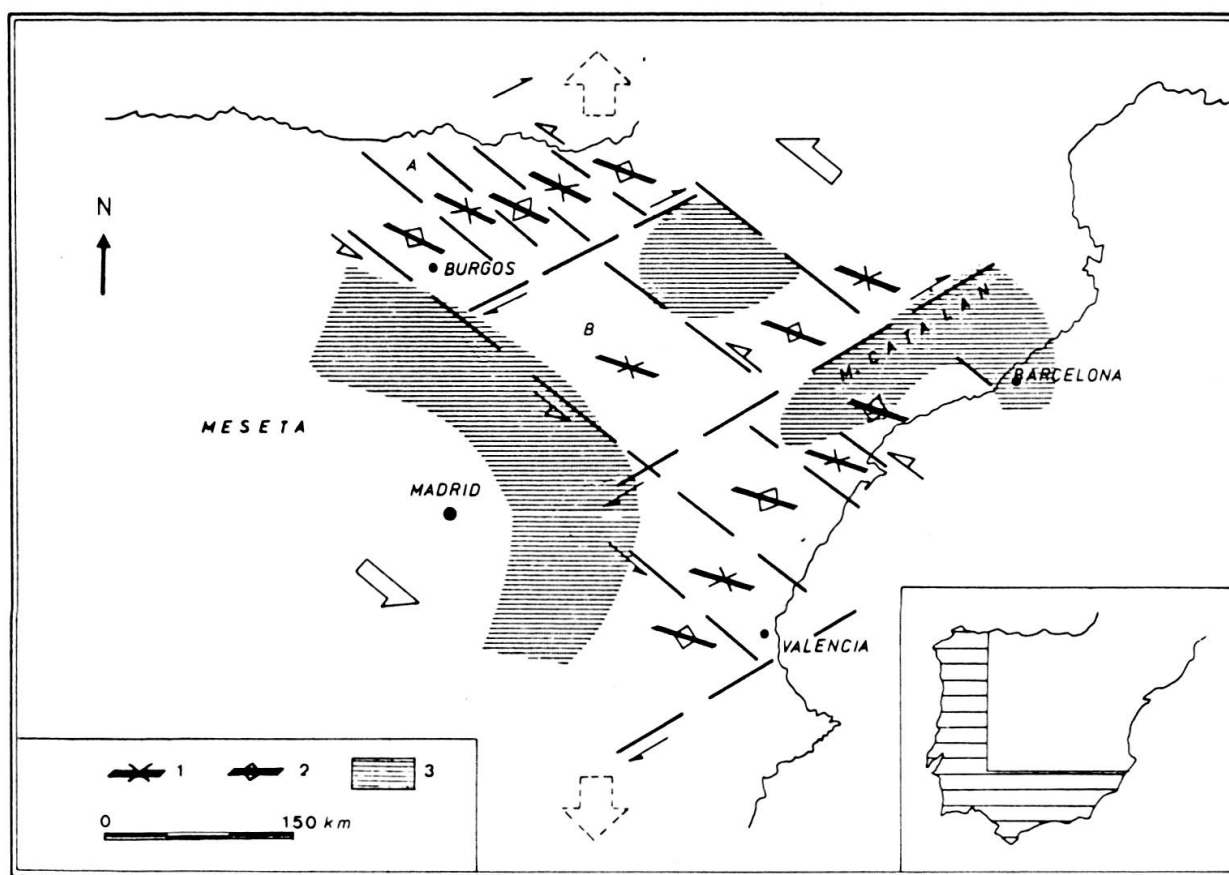 A
N
BURGOS
B
M. CATALAN
BARCELONA
MESETA
MADRID
VALENCIA
1 2 3
0 150 km